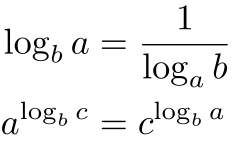 log_b a = 1/log_a b
a^{log_b c} = c^{log_b a}